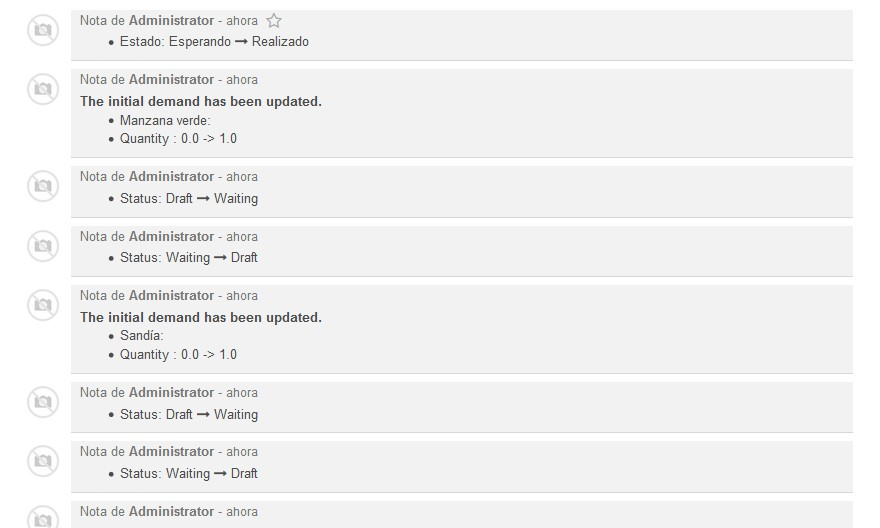 Nota de Administrator - ahora
• Estado: Esperando → Realizado
Nota de Administrator - ahora
The initial demand has been updated.
• Manzana verde:
• Quantity : 0.0 -> 1.0
Nota de Administrator - ahora
• Status: Draft → Waiting
Nota de Administrator - ahora
• Status: Waiting → Draft
Nota de Administrator - ahora
The initial demand has been updated.
• Sandía:
• Quantity : 0.0 -> 1.0
Nota de Administrator - ahora
• Status: Draft → Waiting
Nota de Administrator - ahora
• Status: Waiting → Draft
Nota de Administrator - ahora